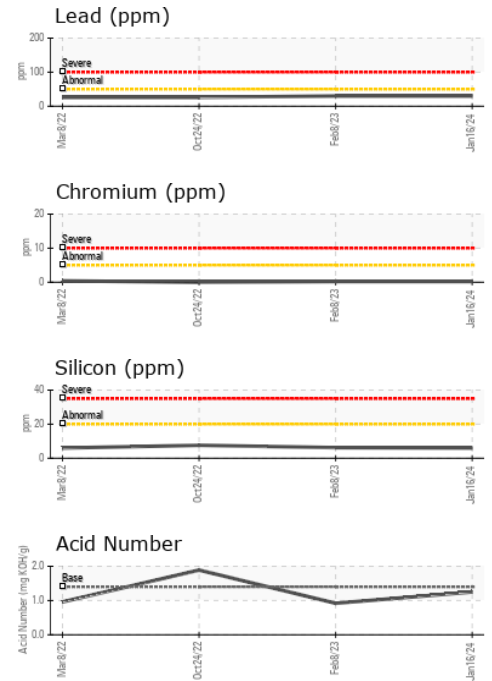 Lead (ppm)
200
Severe
ppm
100
Abnormal
0
Mar8/22
Oct24/22
Feb8/23
Jan16/24
Chromium (ppm)
20
Severe
ppm
10
Abnormal
0
Mar8/22
Oct24/22
Feb8/23
Jan16/24
Silicon (ppm)
40
Severe
ppm
20
Abnormal
0
Mar8/22
Oct24/22
Feb8/23
Jan16/24
Acid Number
Acid Number (mg KOH/g)
2.0
Base
1.0
0.0
Mar8/22
Oct24/22
Feb8/23
Jan16/24